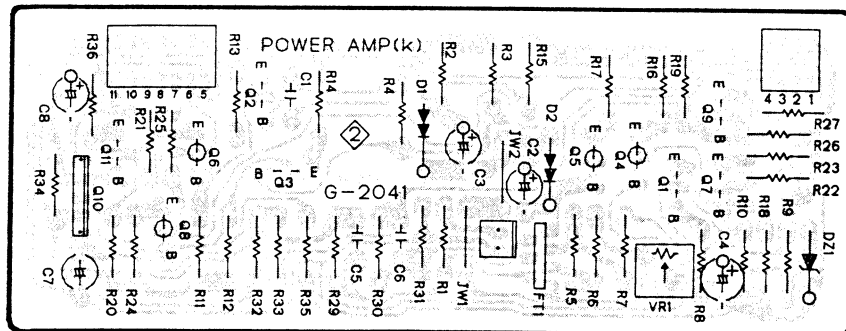 POWER AMP(k)
R36
R13
R2
R3
R15
E
C1
R14
R4
D1
R17
R16
R19
E
11 10 9 8 7 6 5
4 3 2 1
C8
R21
R25
Q2
B
D2
Q9
B
R27
E
Q11
B
E
Q6
B
2
JW2
C2
E
Q5
B
E
Q4
B
E
Q1
B
E
Q7
B
R26
R23
R22
R34
Q10
B
Q3
E
C3
G-2041
E
Q8
B
R10
R18
R9
C4
DZ1
C7
R20
R24
R11
R12
R32
R33
R35
R29
C5
R30
C6
R31
R1
JW1
FT1
R5
R6
R7
VR1
R8